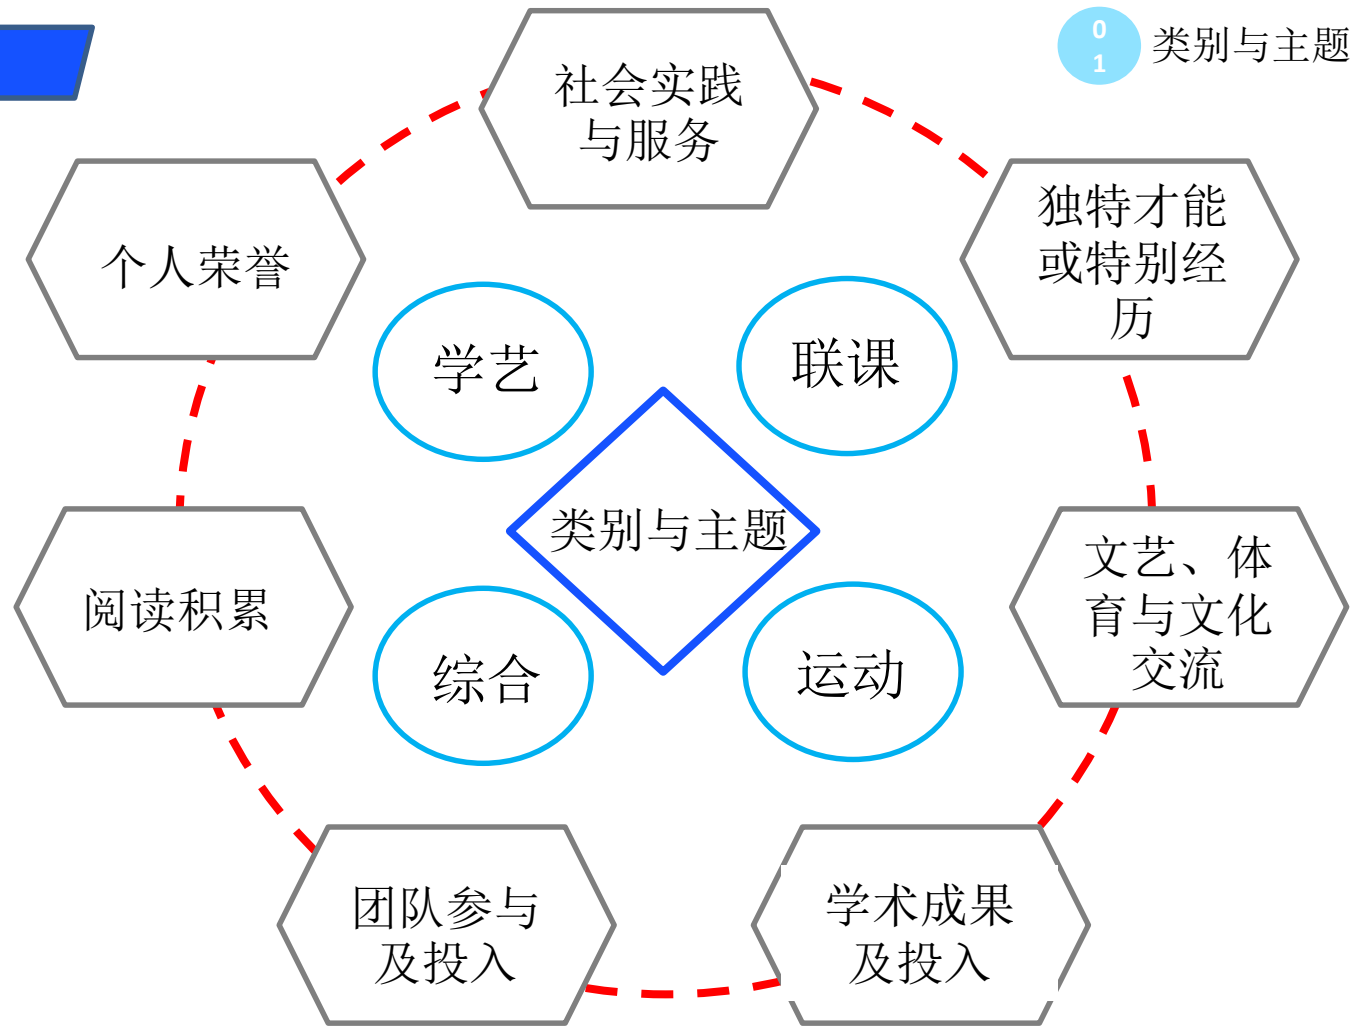 0
1
类别与主题
社会实践
与服务
个人荣誉
独特才能
或特别经
历
学艺
联课
类别与主题
阅读积累
文艺、体
育与文化
交流
综合
运动
团队参与
及投入
学术成果
及投入